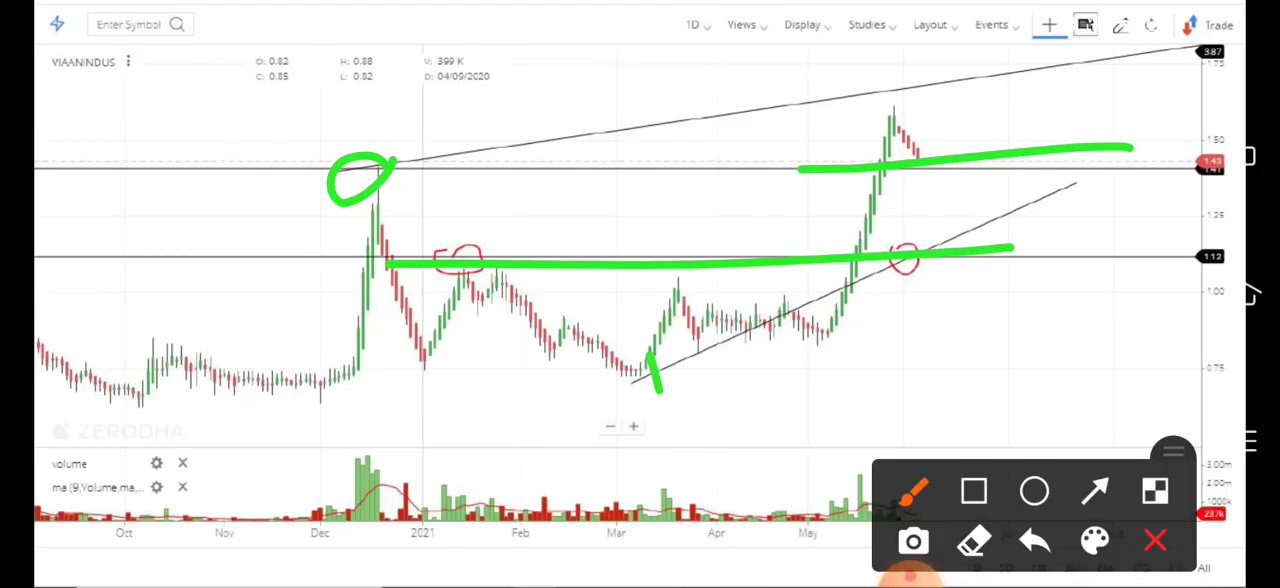 Enter Symbol 1D Views Display Studies Layout Events Trade
VIAANINDUS O: 0.82 H: 0.88 V: 399 K
C: 0.85 L: 0.82 D: 04/09/2020
3.87
1.75
1.50
1.43
1.41
1.25
1.12
1.00
0.75
ZERODHA
volume
ma (9,Volume,ma,...
3.00m
2.00m
1000k
237k
Oct Nov Dec 2021 Feb Mar Apr May
All